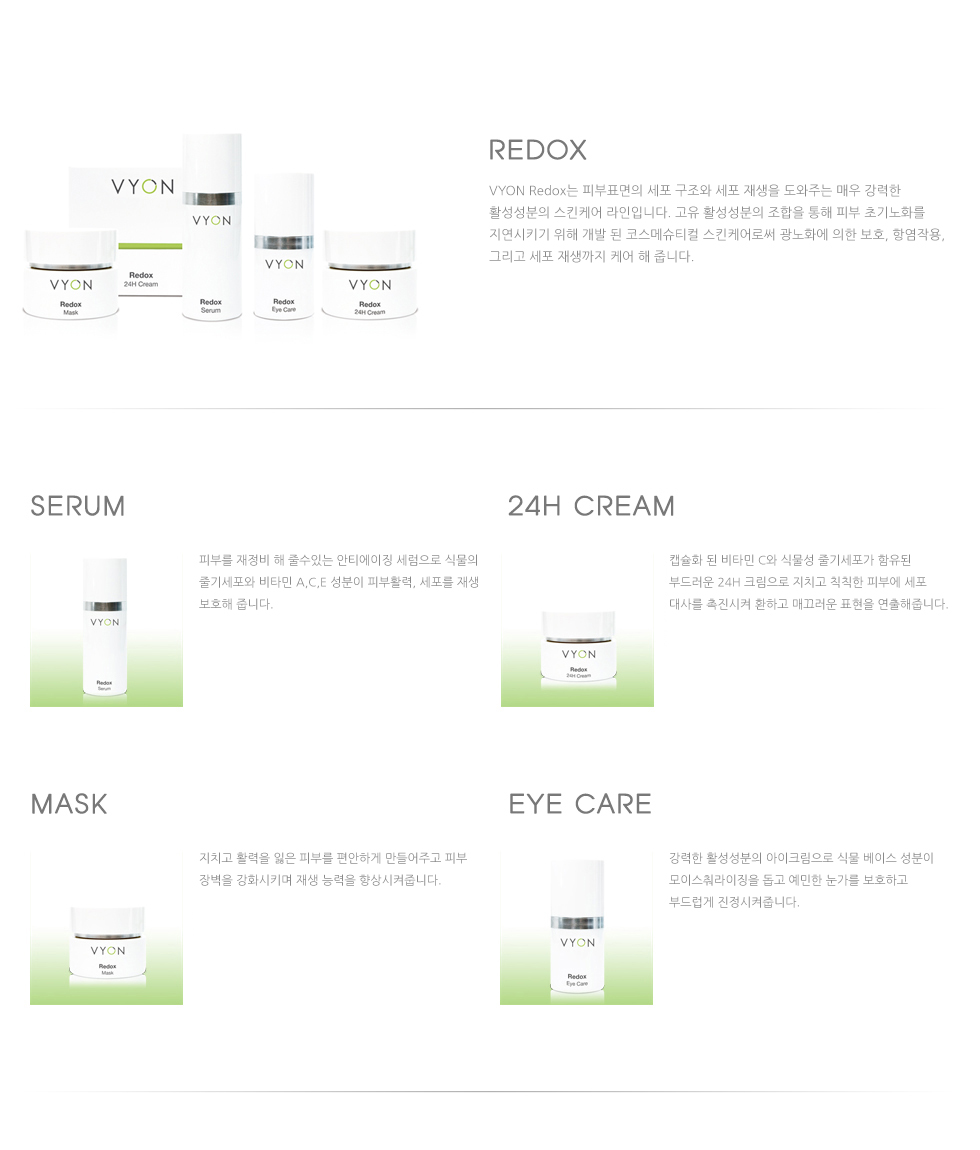 REDOX
VYON Redox는 피부표면의 세포 구조와 세포 재생을 도와주는 매우 강력한
활성성분의 스킨케어 라인입니다. 고유 활성성분의 조합을 통해 피부 초기노화를
지연시키기 위해 개발 된 코스메슈티컬 스킨케어로써 광노화에 의한 보호, 항염작용,
그리고 세포 재생까지 케어 해 줍니다.
VYON
Redox
24H Cream
VYON
Redox
Mask
VYON
Redox
Serum
VYON
Redox
Eye Care
VYON
Redox
24H Cream
SERUM
피부를 재정비 해 줄수있는 안티에이징 세럼으로 식물의
줄기세포와 비타민 A,C,E 성분이 피부활력, 세포를 재생
보호해 줍니다.
VYON
Redox
Serum
24H CREAM
캡슐화 된 비타민 C와 식물성 줄기세포가 함유된
부드러운 24H 크림으로 지치고 칙칙한 피부에 세포
대사를 촉진시켜 환하고 매끄러운 표현을 연출해줍니다.
VYON
Redox
24H Cream
MASK
지치고 활력을 잃은 피부를 편안하게 만들어주고 피부
장벽을 강화시키며 재생 능력을 향상시켜줍니다.
VYON
Redox
Mask
EYE CARE
강력한 활성성분의 아이크림으로 식물 베이스 성분이
모이스춰라이징을 돕고 예민한 눈가를 보호하고
부드럽게 진정시켜줍니다.
VYON
Redox
Eye Care